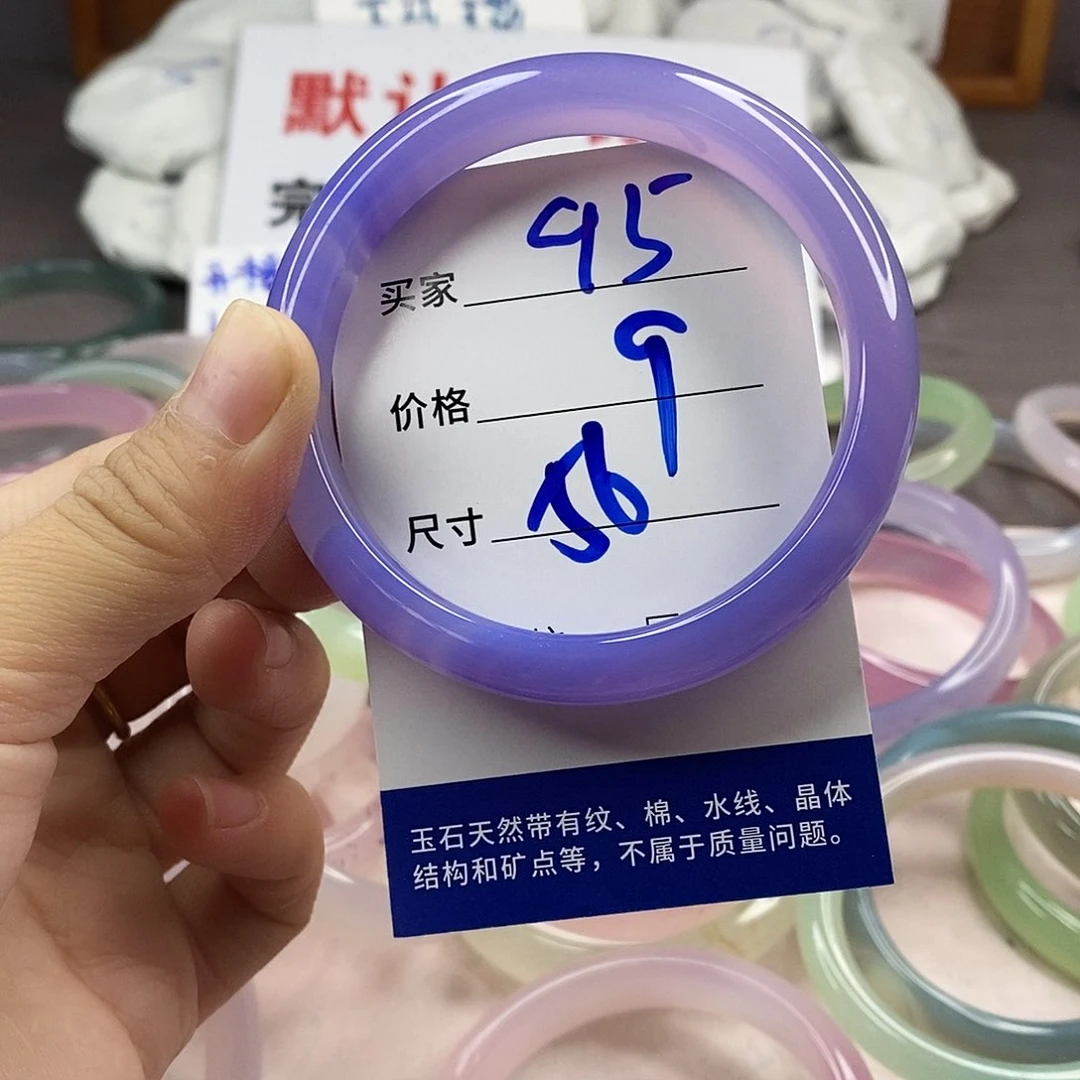 默认
完
买家 95
价格 9
尺寸 56
玉石天然带有纹、棉、水线、晶体
结构和矿点等，不属于质量问题。